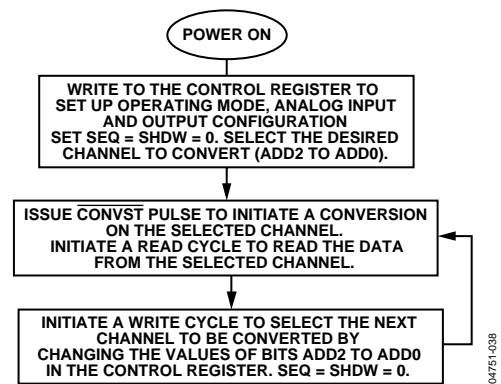 POWER ON
WRITE TO THE CONTROL REGISTER TO
SET UP OPERATING MODE, ANALOG INPUT
AND OUTPUT CONFIGURATION
SET SEQ = SHDW = 0. SELECT THE DESIRED
CHANNEL TO CONVERT (ADD2 TO ADD0).
ISSUE CONVST PULSE TO INITIATE A CONVERSION
ON THE SELECTED CHANNEL.
INITIATE A READ CYCLE TO READ THE DATA
FROM THE SELECTED CHANNEL.
INITIATE A WRITE CYCLE TO SELECT THE NEXT
CHANNEL TO BE CONVERTED BY
CHANGING THE VALUES OF BITS ADD2 TO ADD0
IN THE CONTROL REGISTER. SEQ = SHDW = 0.
04751-038